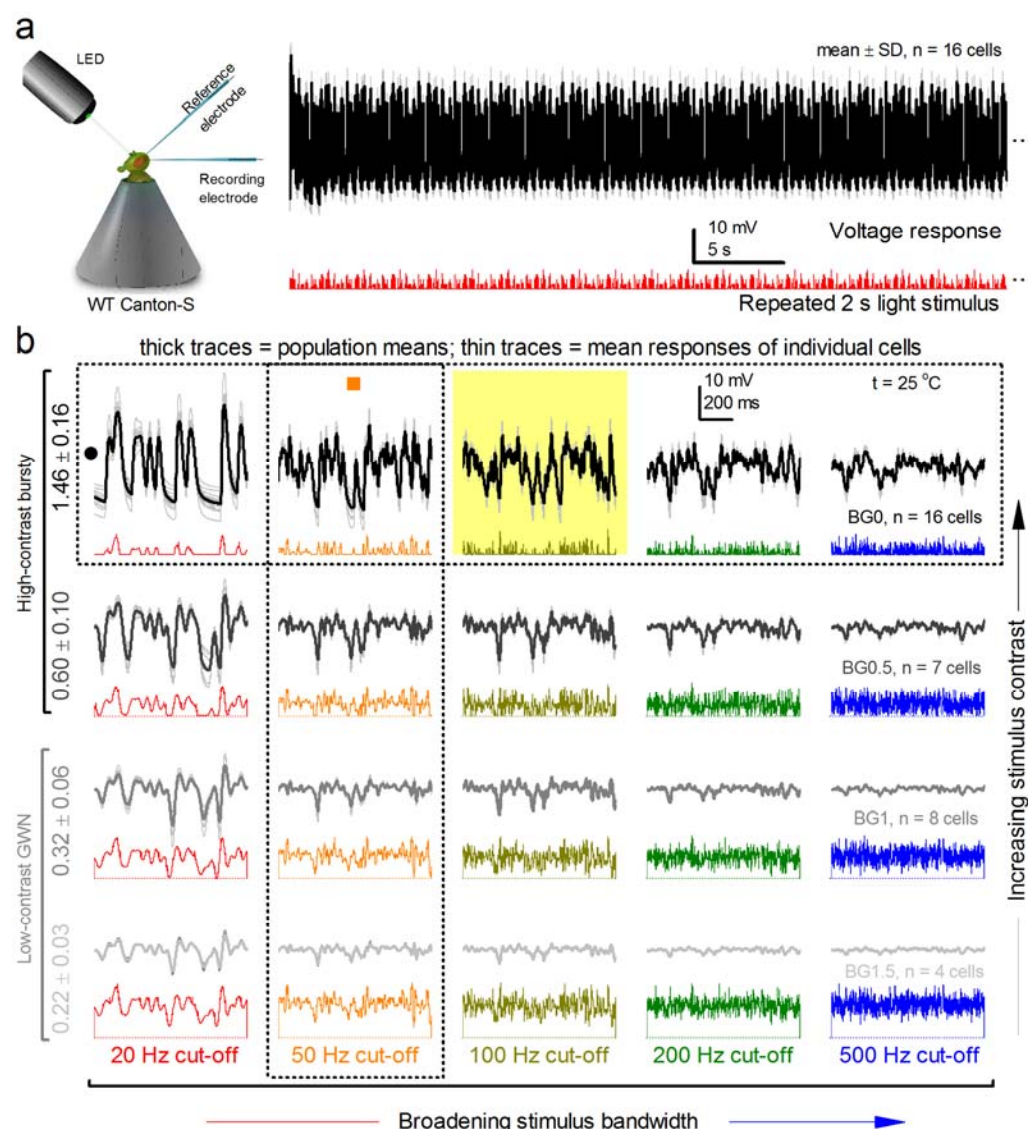 a
LED
Reference
electrode
Recording
electrode
WT Canton-S
mean ± SD, n = 16 cells
10 mV
5 s
Voltage response
Repeated 2 s light stimulus
b
thick traces = population means; thin traces = mean responses of individual cells
High-contrast bursty
1.46 ± 0.16
10 mV
200 ms
t = 25 °C
BG0, n = 16 cells
0.60 ± 0.10
BG0.5, n = 7 cells
Low-contrast GWN
0.32 ± 0.06
BG1, n = 8 cells
0.22 ± 0.03
BG1.5, n = 4 cells
Increasing stimulus contrast
20 Hz cut-off
50 Hz cut-off
100 Hz cut-off
200 Hz cut-off
500 Hz cut-off
Broadening stimulus bandwidth